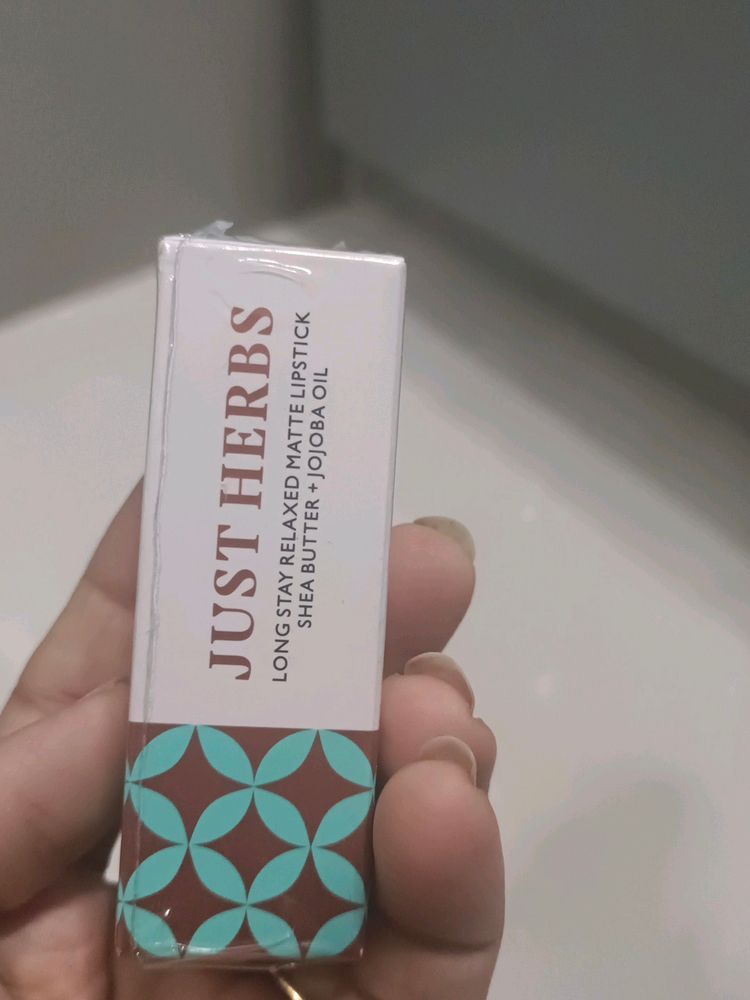 JUST HERBS
LONG STAY RELAXED MATTE LIPSTICK
SHEA BUTTER + JOJOBA OIL